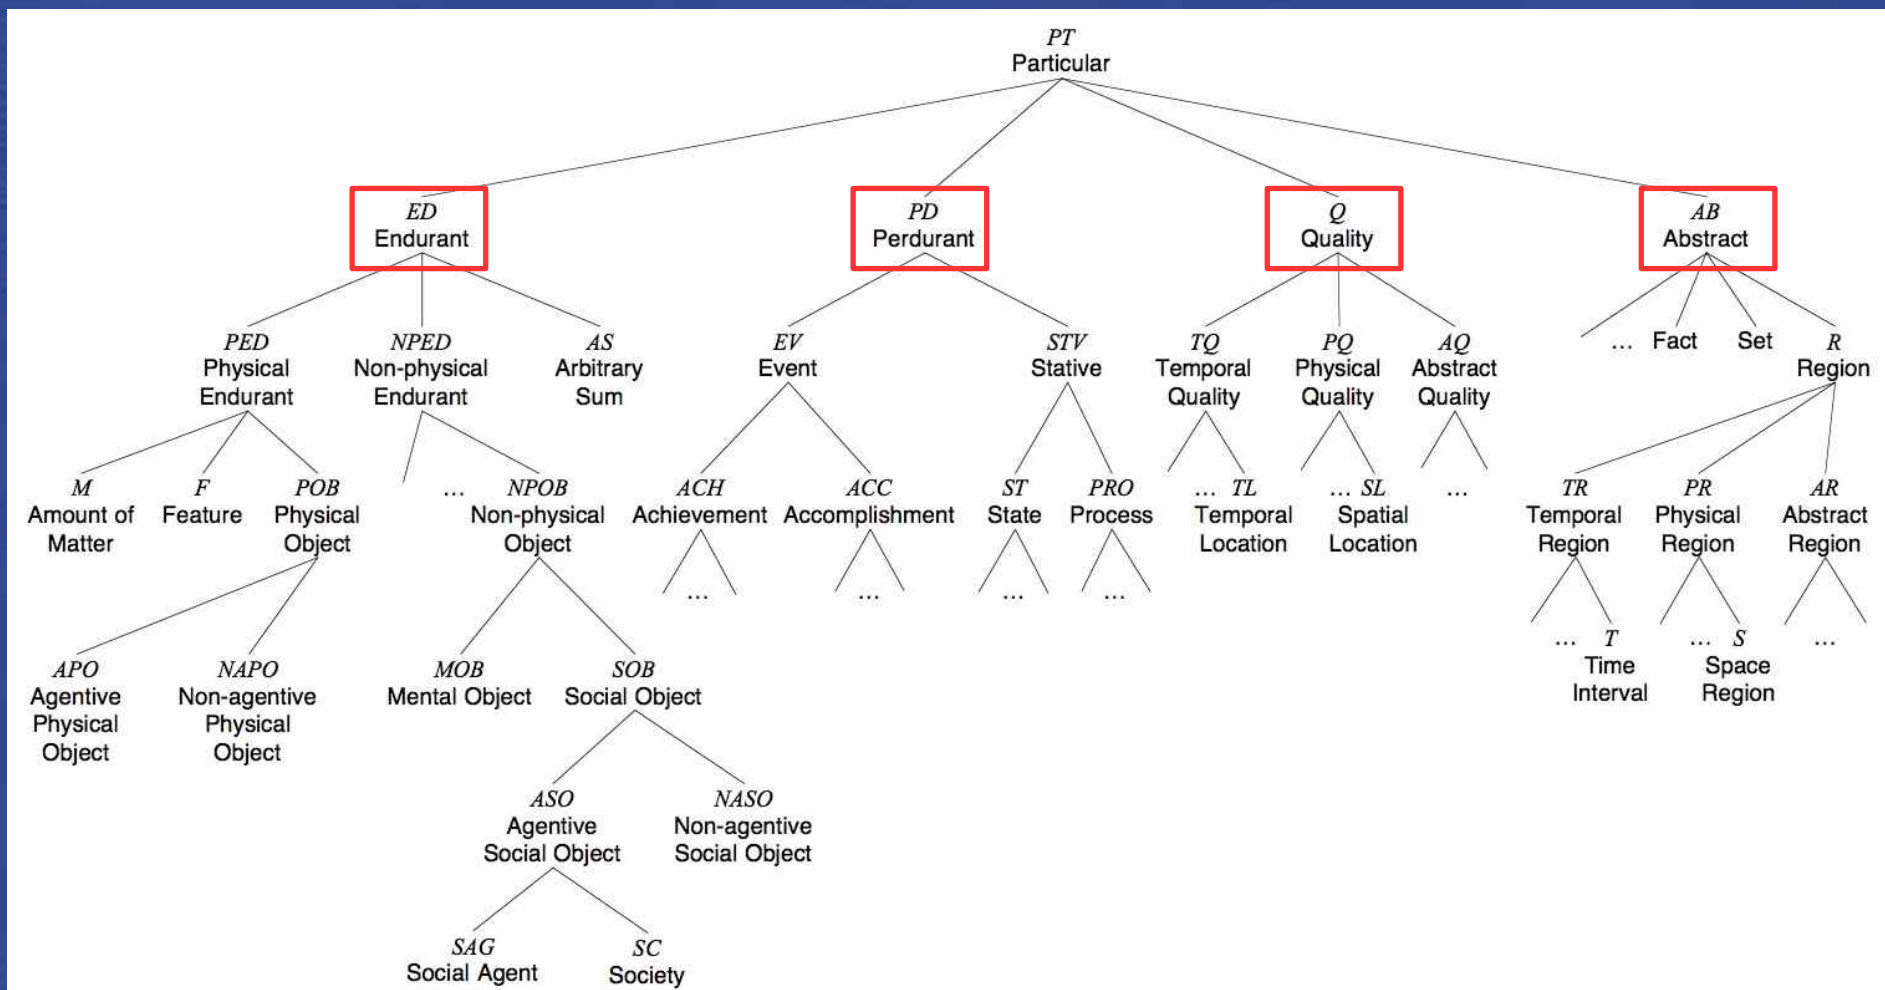 PT
Particular
ED
Endurant
PD
Perdurant
Q
Quality
AB
Abstract
PED
Physical
Endurant
NPED
Non-physical
Endurant
AS
Arbitrary
Sum
EV
Event
STV
Stative
TQ
Temporal
Quality
PQ
Physical
Quality
AQ
Abstract
Quality
... Fact
Set
R
Region
M
Amount of
Matter
F
Feature
POB
Physical
Object
... NPOB
Non-physical
Object
ACH
Achievement
ACC
Accomplishment
ST
State
PRO
Process
... TL
Temporal
Location
... SL
Spatial
Location
...
TR
Temporal
Region
PR
Physical
Region
AR
Abstract
Region
...
...
...
...
APO
Agentive
Physical
Object
NAPO
Non-agentive
Physical
Object
MOB
Mental Object
SOB
Social Object
... T
Time
Interval
... S
Space
Region
...
ASO
Agentive
Social Object
NASO
Non-agentive
Social Object
SAG
Social Agent
SC
Society